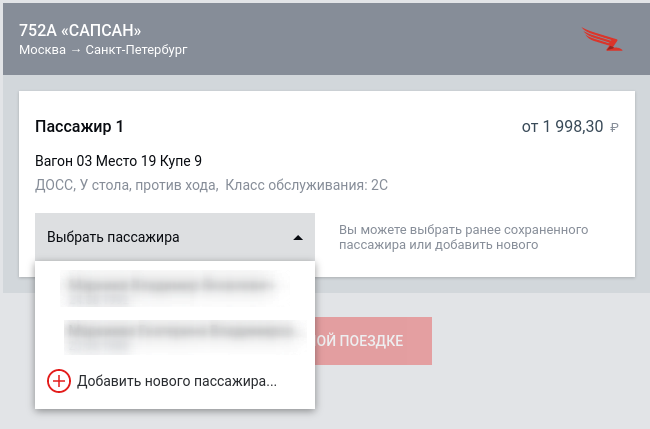 752А «САПСАН»
Москва → Санкт-Петербург
Пассажир 1
от 1 998,30 ₽
Вагон 03 Место 19 Купе 9
ДОСС, У стола, против хода, Класс обслуживания: 2С
Выбрать пассажира
Вы можете выбрать ранее сохраненного
пассажира или добавить нового
ОЙ ПОЕЗДКЕ
Добавить нового пассажира...